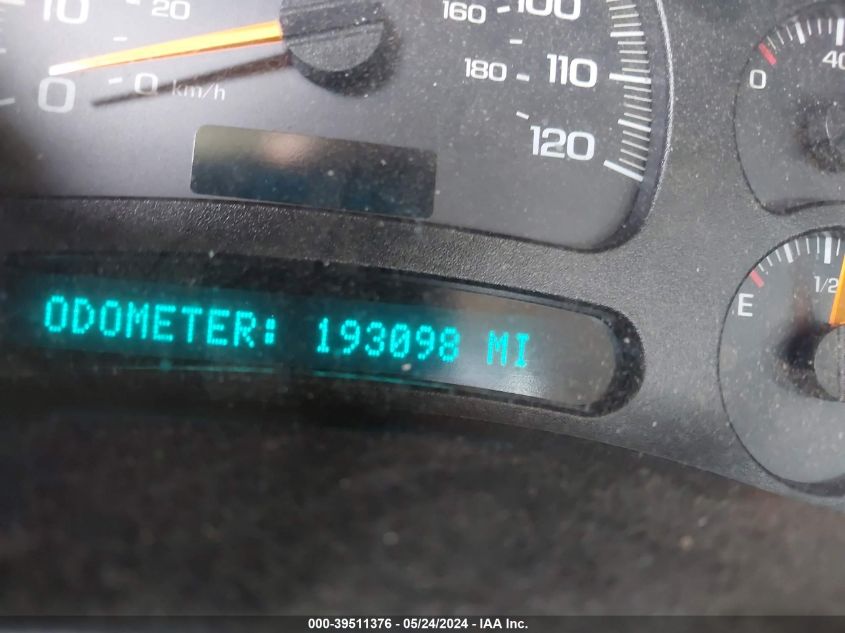 10 20
0 0 km/h
160 100
180 110
120
0 40
E 1/2
ODOMETER: 193098 MI
000-39511376 - 05/24/2024 - IAA Inc.